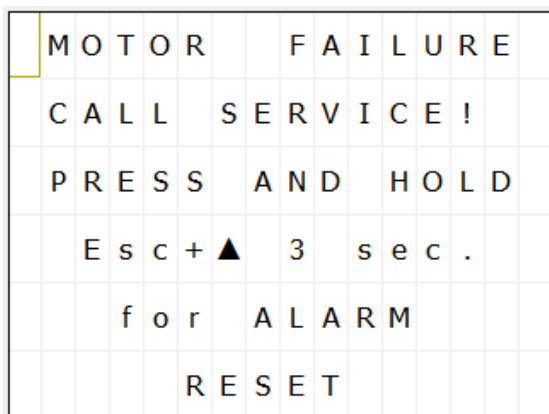 MOTOR FAILURE
CALL SERVICE!
PRESS AND HOLD
Esc+▲ 3 sec.
for ALARM
RESET